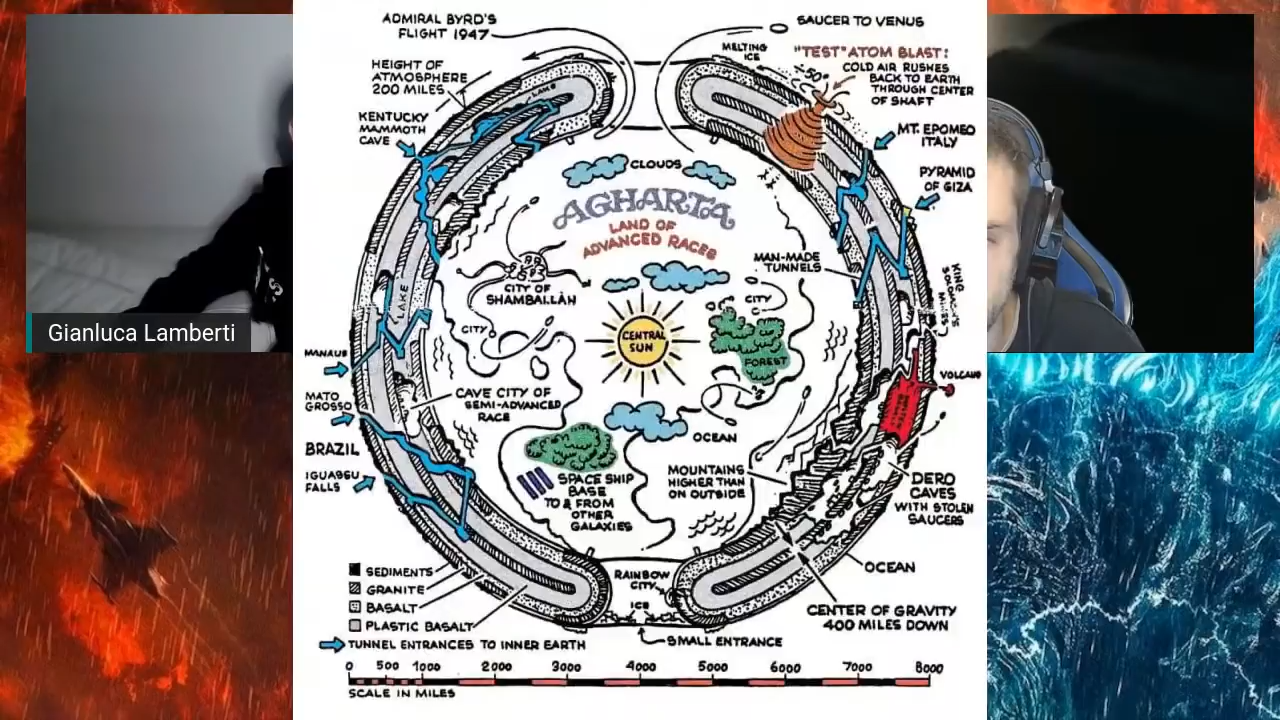 ADMIRAL BYRD'S
FLIGHT 1947
SAUCER TO VENUS
MELTING
ICE
"TEST" ATOM BLAST:
-50°
COLD AIR RUSHES
BACK TO EARTH
THROUGH CENTER
OF SHAFT
HEIGHT OF
ATMOSPHERE
200 MILES
LAKE
KENTUCKY
MAMMOTH
CAVE
MT. EPOMEO
ITALY
PYRAMID
OF GIZA
CLOUDS
AGHARTA
LAND OF
ADVANCED RACES
MAN-MADE
TUNNELS
KING
SOLOMON'S
MINES
CITY OF
SHAMBALLAH
CITY
CITY
FOREST
CENTRAL
SUN
LAKE
Gianluca Lamberti
MANAUS
MATO
GROSSO
BRAZIL
IGUASSU
FALLS
CAVE CITY OF
SEMI-ADVANCED
RACE
VOLCANO
OCEAN
SPACE SHIP
BASE
TO & FROM
OTHER
GALAXIES
MOUNTAINS
HIGHER THAN
ON OUTSIDE
DERO
CAVES
WITH STOLEN
SAUCERS
OCEAN
CENTER OF GRAVITY
400 MILES DOWN
RAINBOW
CITY
ICE
SMALL ENTRANCE
SEDIMENTS
GRANITE
BASALT
PLASTIC BASALT
TUNNEL ENTRANCES TO INNER EARTH
0 500 1000 2000 3000 4000 5000 6000 7000 8000
SCALE IN MILES